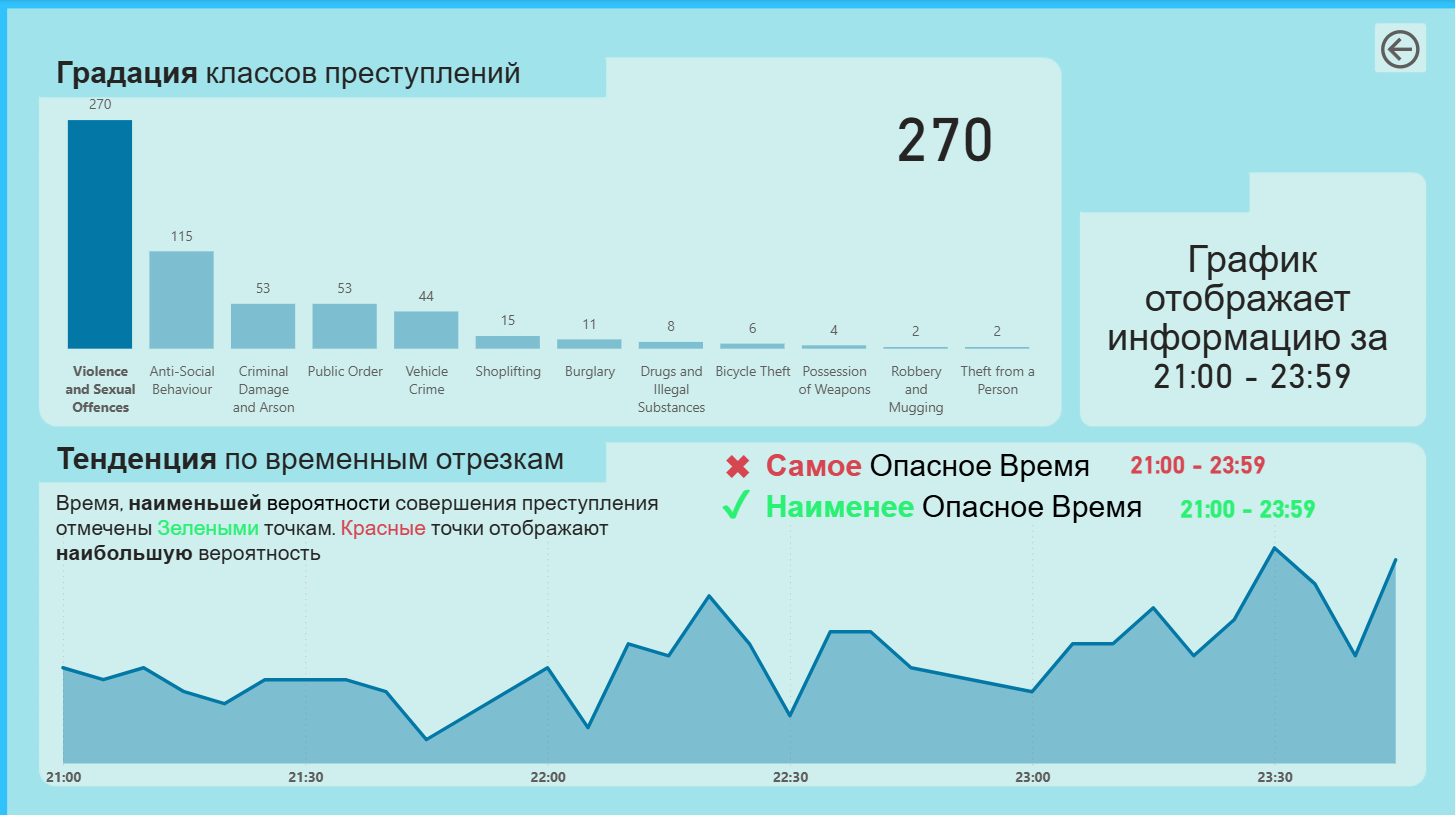 Градация классов преступлений
270
270
115
53
53
44
15
11
8
6
4
2
2
Violence
and Sexual
Offences
Anti-Social
Behaviour
Criminal
Damage
and Arson
Public Order
Vehicle
Crime
Shoplifting
Burglary
Drugs and
Illegal
Substances
Bicycle Theft
Possession
of Weapons
Robbery
and
Mugging
Theft from a
Person
График
отображает
информацию за
21:00 - 23:59
Тенденция по временным отрезкам
Время, наименьшей вероятности совершения преступления
отмечены Зелеными точкам. Красные точки отображают
наибольшую вероятность
Самое Опасное Время 21:00 - 23:59
Наименее Опасное Время 21:00 - 23:59
21:00 21:30 22:00 22:30 23:00 23:30